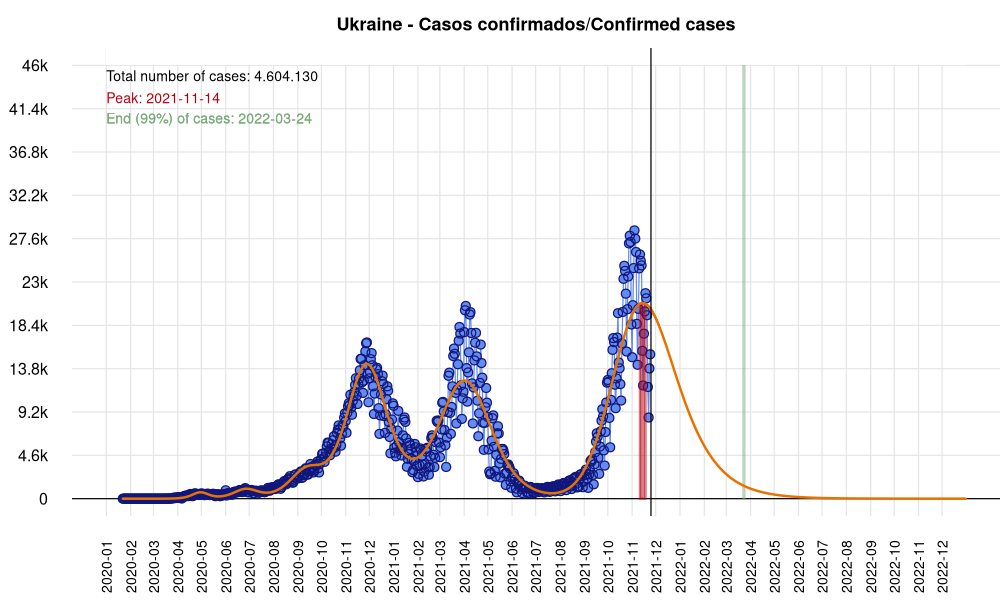 Ukraine - Casos confirmados/Confirmed cases
Total number of cases: 4.604.130
Peak: 2021-11-14
End (99%) of cases: 2022-03-24
46k
41.4k
36.8k
32.2k
27.6k
23k
18.4k
13.8k
9.2k
4.6k
0
2020-01
2020-02
2020-03
2020-04
2020-05
2020-06
2020-07
2020-08
2020-09
2020-10
2020-11
2020-12
2021-01
2021-02
2021-03
2021-04
2021-05
2021-06
2021-07
2021-08
2021-09
2021-10
2021-11
2021-12
2022-01
2022-02
2022-03
2022-04
2022-05
2022-06
2022-07
2022-08
2022-09
2022-10
2022-11
2022-12